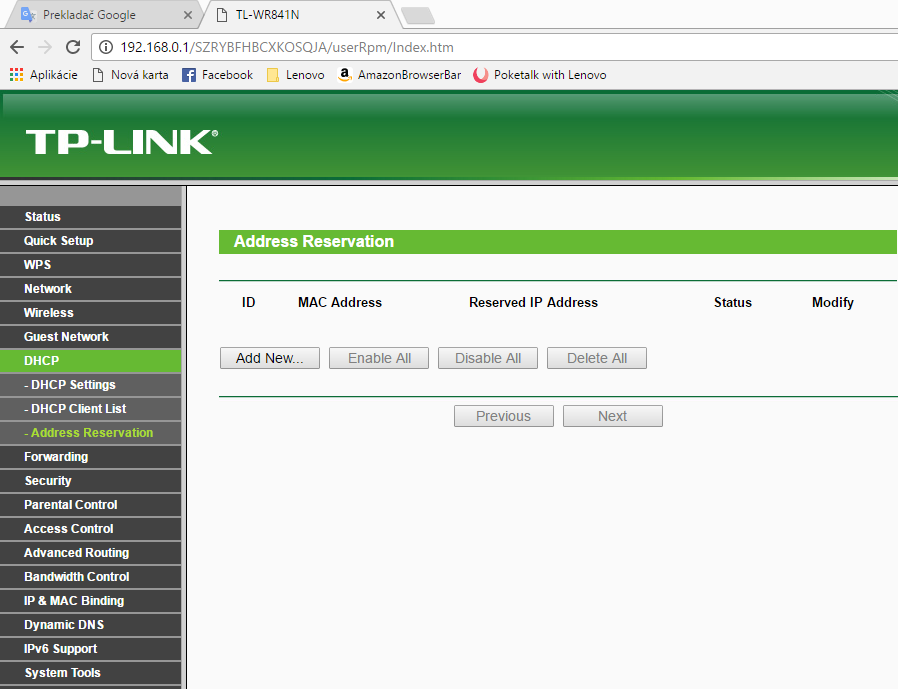 Prekladač Google
TL-WR841N
192.168.0.1/SZRYBFHBCXKOSQJA/userRpm/Index.htm
Aplikácie Nová karta Facebook Lenovo AmazonBrowserBar Poketalk with Lenovo
TP-LINK®
Status
Quick Setup
WPS
Network
Wireless
Guest Network
DHCP
- DHCP Settings
- DHCP Client List
- Address Reservation
Forwarding
Security
Parental Control
Access Control
Advanced Routing
Bandwidth Control
IP & MAC Binding
Dynamic DNS
IPv6 Support
System Tools
Address Reservation
ID MAC Address Reserved IP Address Status Modify
Add New... Enable All Disable All Delete All
Previous Next